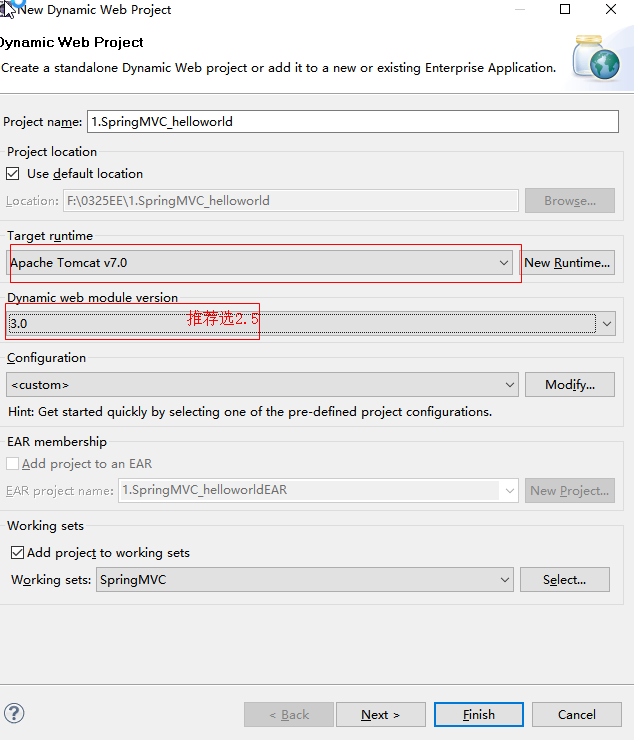 New Dynamic Web Project
Dynamic Web Project
Create a standalone Dynamic Web project or add it to a new or existing Enterprise Application.
Project name: 1.SpringMVC_helloworld
Project location
Use default location
Location: F:\0325EE\1.SpringMVC_helloworld Browse...
Target runtime
Apache Tomcat v7.0 New Runtime...
Dynamic web module version
3.0 推荐选2.5
Configuration
<custom> Modify...
Hint: Get started quickly by selecting one of the pre-defined project configurations.
EAR membership
Add project to an EAR
EAR project name: 1.SpringMVC_helloworldEAR New Project...
Working sets
Add project to working sets
Working sets: SpringMVC Select...
? < Back Next > Finish Cancel